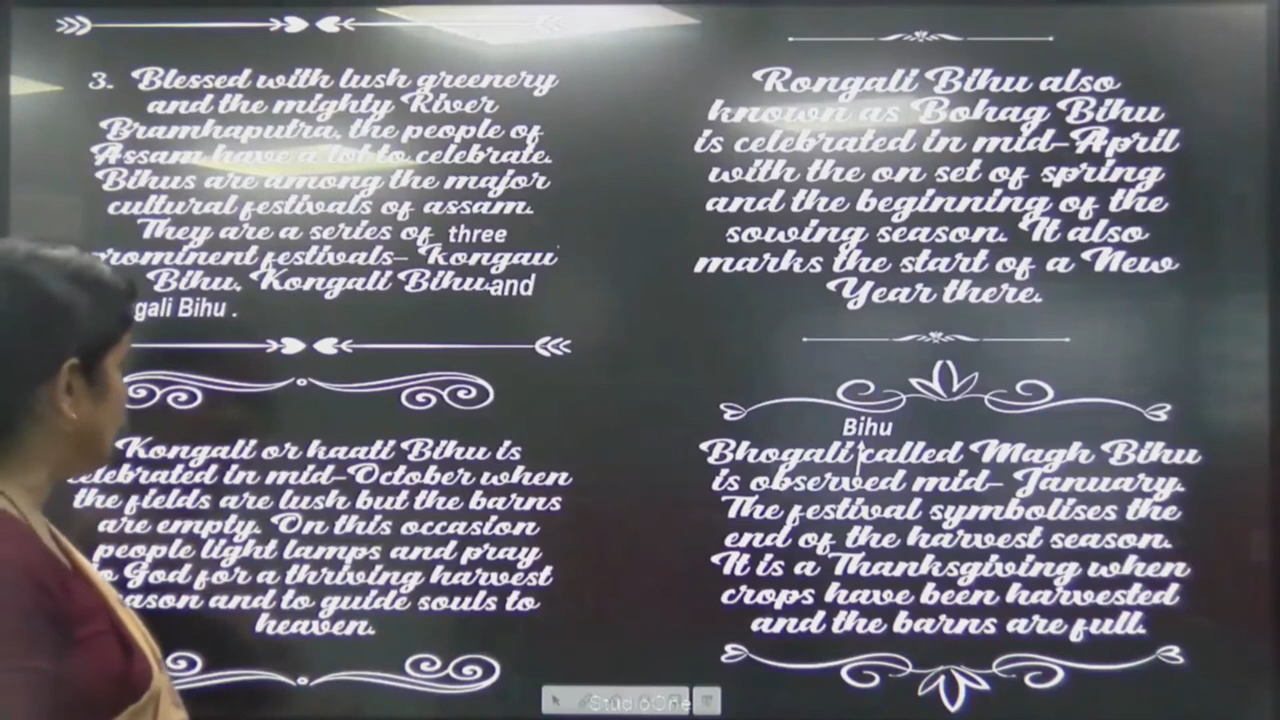 3. Blessed with lush greenery
and the mighty River
Bramhaputra, the people of
Assam have a lot to celebrate.
Bihus are among the major
cultural festivals of assam.
They are a series of three
prominent festivals- Rongali
Bihu, Kongali Bihu and
gali Bihu .
Kongali or kaati Bihu is
celebrated in mid-October when
the fields are lush but the barns
are empty. On this occasion
people light lamps and pray
to God for a thriving harvest
season and to guide souls to
heaven.
Rongali Bihu also
known as Bohag Bihu
is celebrated in mid-April
with the on set of spring
and the beginning of the
sowing season. It also
marks the start of a New
Year there.
Bihu
Bhogali called Magh Bihu
is observed mid- January.
The festival symbolises the
end of the harvest season.
It is a Thanksgiving when
crops have been harvested
and the barns are full.
StudioOne